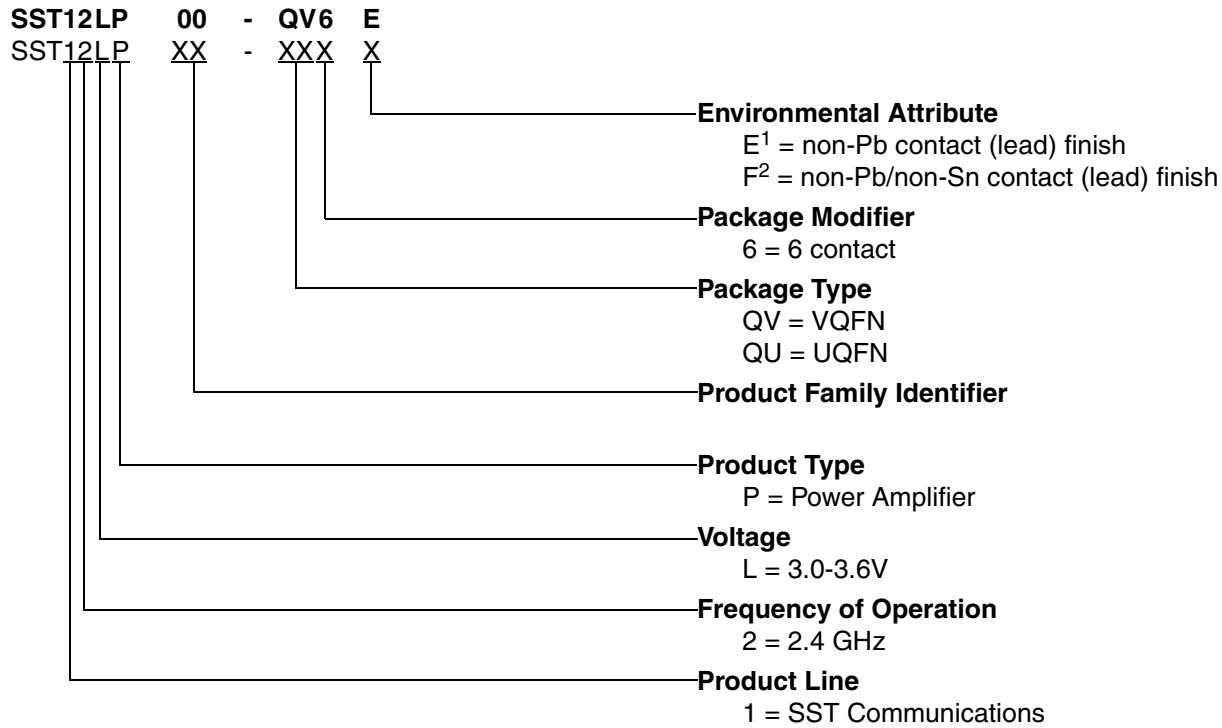 SST12LP 00 - QV6 E
SST12LP XX - XXX X
Environmental Attribute
E1 = non-Pb contact (lead) finish
F2 = non-Pb/non-Sn contact (lead) finish
Package Modifier
6 = 6 contact
Package Type
QV = VQFN
QU = UQFN
Product Family Identifier
Product Type
P = Power Amplifier
Voltage
L = 3.0-3.6V
Frequency of Operation
2 = 2.4 GHz
Product Line
1 = SST Communications